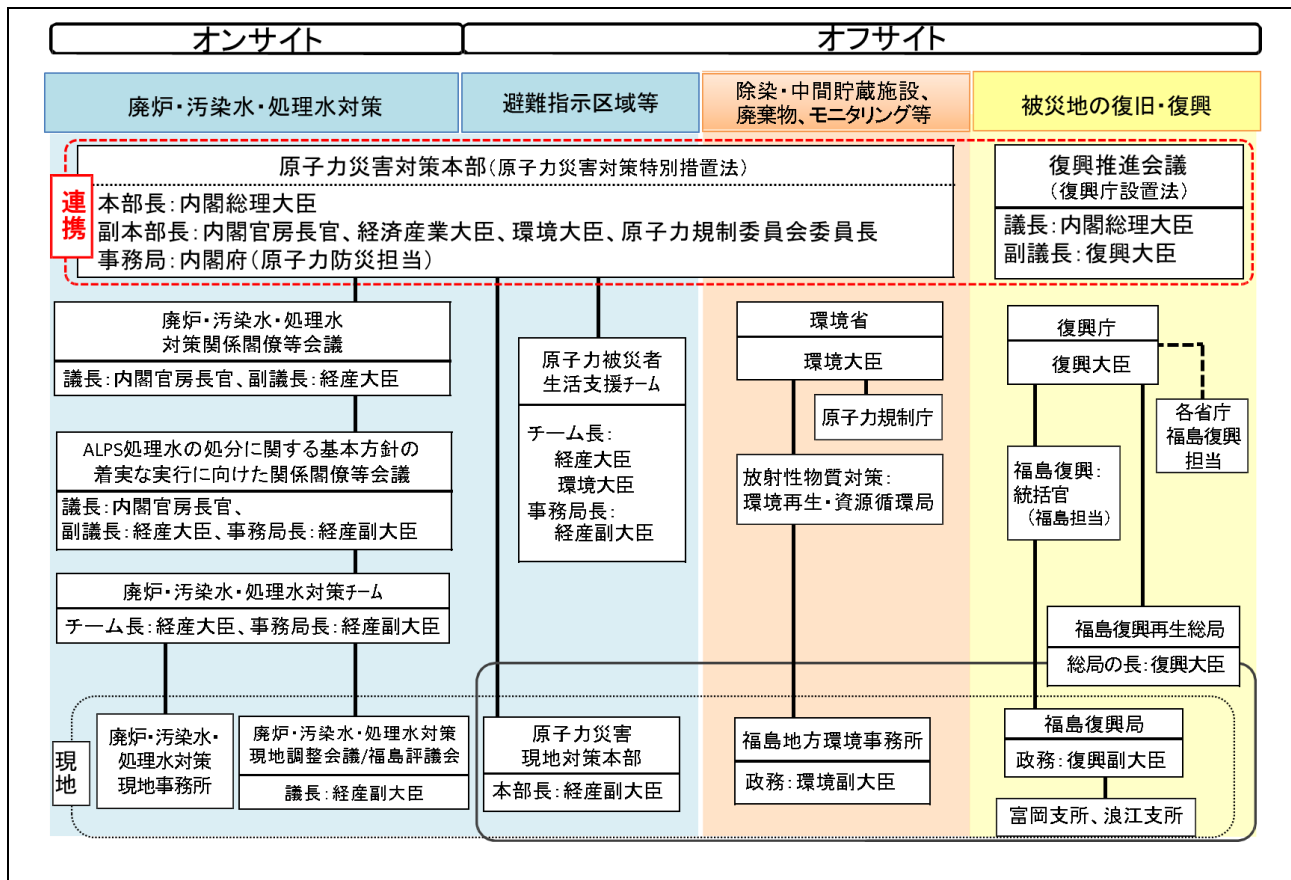 オンサイト
オフサイト
廃炉・汚染水・処理水対策
避難指示区域等
除染・中間貯蔵施設、
廃棄物、モニタリング等
被災地の復旧・復興
連携
原子力災害対策本部(原子力災害対策特別措置法)
本部長:内閣総理大臣
副本部長:内閣官房長官、経済産業大臣、環境大臣、原子力規制委員会委員長
事務局:内閣府(原子力防災担当)
復興推進会議
(復興庁設置法)
議長:内閣総理大臣
副議長:復興大臣
廃炉・汚染水・処理水
対策関係閣僚等会議
議長:内閣官房長官、副議長:経産大臣
ALPS処理水の処分に関する基本方針の
着実な実行に向けた関係閣僚等会議
議長:内閣官房長官、
副議長:経産大臣、事務局長:経産副大臣
廃炉・汚染水・処理水対策チーム
チーム長:経産大臣、事務局長:経産副大臣
原子力被災者
生活支援チーム
チーム長:
経産大臣
環境大臣
事務局長:
経産副大臣
環境省
環境大臣
原子力規制庁
放射性物質対策:
環境再生・資源循環局
復興庁
復興大臣
各省庁
福島復興
担当
福島復興:
統括官
(福島担当)
福島復興再生総局
総局の長:復興大臣
現地
廃炉・汚染水・
処理水対策
現地事務所
廃炉・汚染水・処理水対策
現地調整会議/福島評議会
議長:経産副大臣
原子力災害
現地対策本部
本部長:経産副大臣
福島地方環境事務所
政務:環境副大臣
福島復興局
政務:復興副大臣
富岡支所、浪江支所